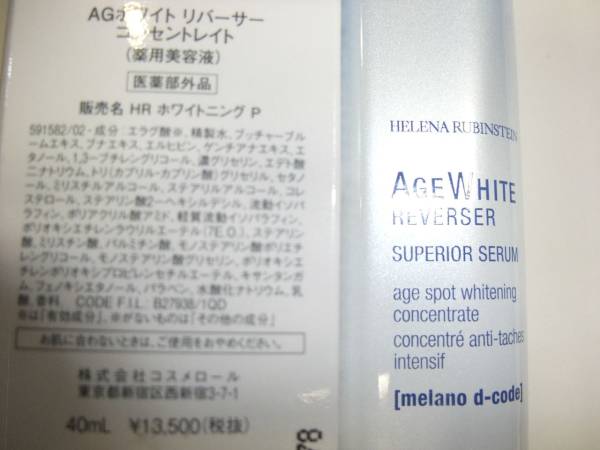 AGホワイト リバーサー
コンセントレイト
(薬用美容液)
医薬部外品
販売名 HR ホワイトニング P
591582/02-成分 エラグ酸※、精製水、ブッチャーブル
ームエキス、ブナエキス、エルヒビン、ゲンチアナエキス、エ
タノール、1,3-ブチレングリコール、濃グリセリン、エデト酸
二ナトリウム、トリ(カプリル・カプリン酸)グリセリル、セタノ
ール、ミリスチルアルコール、ステアリルアルコール、コレ
ステロール、ステアリン酸2-ヘキシルデシル、流動イソパ
ラフィン、ポリアクリル酸アミド、軽質流動イソパラフィン、
ポリオキシエチレンラウリルエーテル(7E.O.)、ステアリン
酸、ミリスチン酸、パルミチン酸、モノステアリン酸ポリエチ
レングリコール、モノステアリン酸グリセリン、ポリオキシエ
チレンポリオキシプロピレンセチルエーテル、キサンタンガ
ム、フェノキシエタノール、パラベン、水酸化ナトリウム、乳
酸、香料 CODE F.I.L: B27938/1QD
※は「有効成分」、※がないものは「その他の成分」
お肌に合わないときは、ご使用をおやめください。
株式会社コスメロール
東京都新宿区西新宿3-7-1
40mL ¥13,500(税抜)
HELENA RUBINSTEIN
AGE WHITE
REVERSER
SUPERIOR SERUM
age spot whitening
concentrate
concentré anti-taches
intensif
[melano d-code]